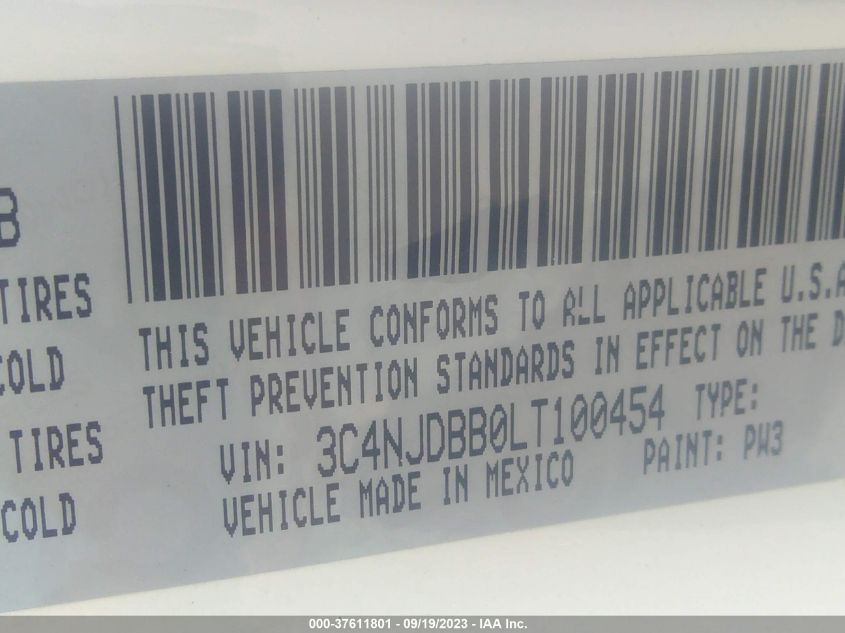 B
TIRES
COLD
TIRES
COLD
THIS VEHICLE CONFORMS TO ALL APPLICABLE U.S.A
THEFT PREVENTION STANDARDS IN EFFECT ON THE D
VIN: 3C4NJDBB0LT100454 TYPE:
VEHICLE MADE IN MEXICO PAINT: PW3
000-37611801 - 09/19/2023 - IAA Inc.